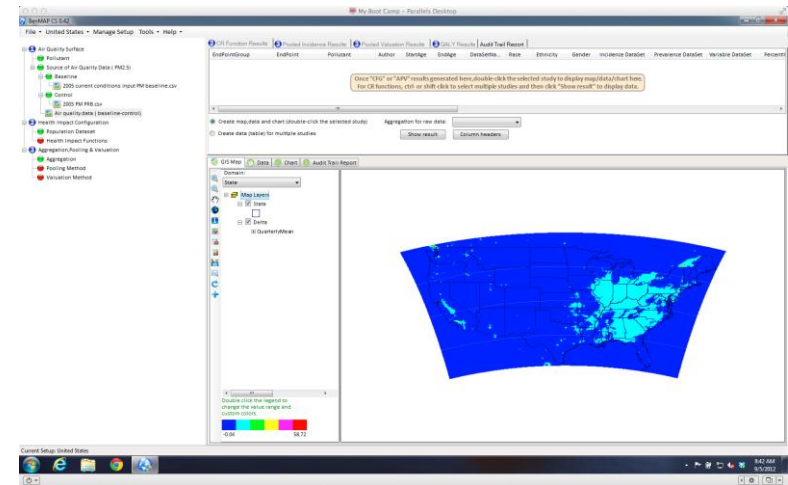 My Boot Camp - Parallels Desktop
BenMAP CS 0.42
File United States Manage Setup Tools Help
Air Quality Surface
Pollutant
Source of Air Quality Data ( PM2.5)
Baseline
2005 current conditions input PM baseline.csv
Control
2005 PM PRB.csv
Air quality data ( baseline-control)
Health Impact Configuration
Population Dataset
Health Impact Functions
Aggregation,Pooling & Valuation
Aggregation
Pooling Method
Valuation Method
CR Function Results Pooled Incidence Results Pooled Valuation Results QALY Results Audit Trail Report
EndPointGroup EndPoint Pollutant Author StartAge EndAge DataSetNa... Race Ethnicity Gender Incidence DataSet Prevalence DataSet Variable DataSet Percenti
Once "CFG" or "APV" results generated here,double-click the selected study to display map/data/chart here.
For CR functions, ctrl- or shift click to select multiple studies and then click "Show result" to display data.
Create map,data and chart (double-click the selected study) Aggregation for raw data:
Create data (table) for multiple studies Show result Column headers
GIS Map Data Chart Audit Trail Report
Domain:
State
Map Layers
State
Delta
QuarterlyMean
Double click the legend to
change the value range and
custom colors
-0.04 58.72
Current Setup: United States
8:42 AM
9/5/2012